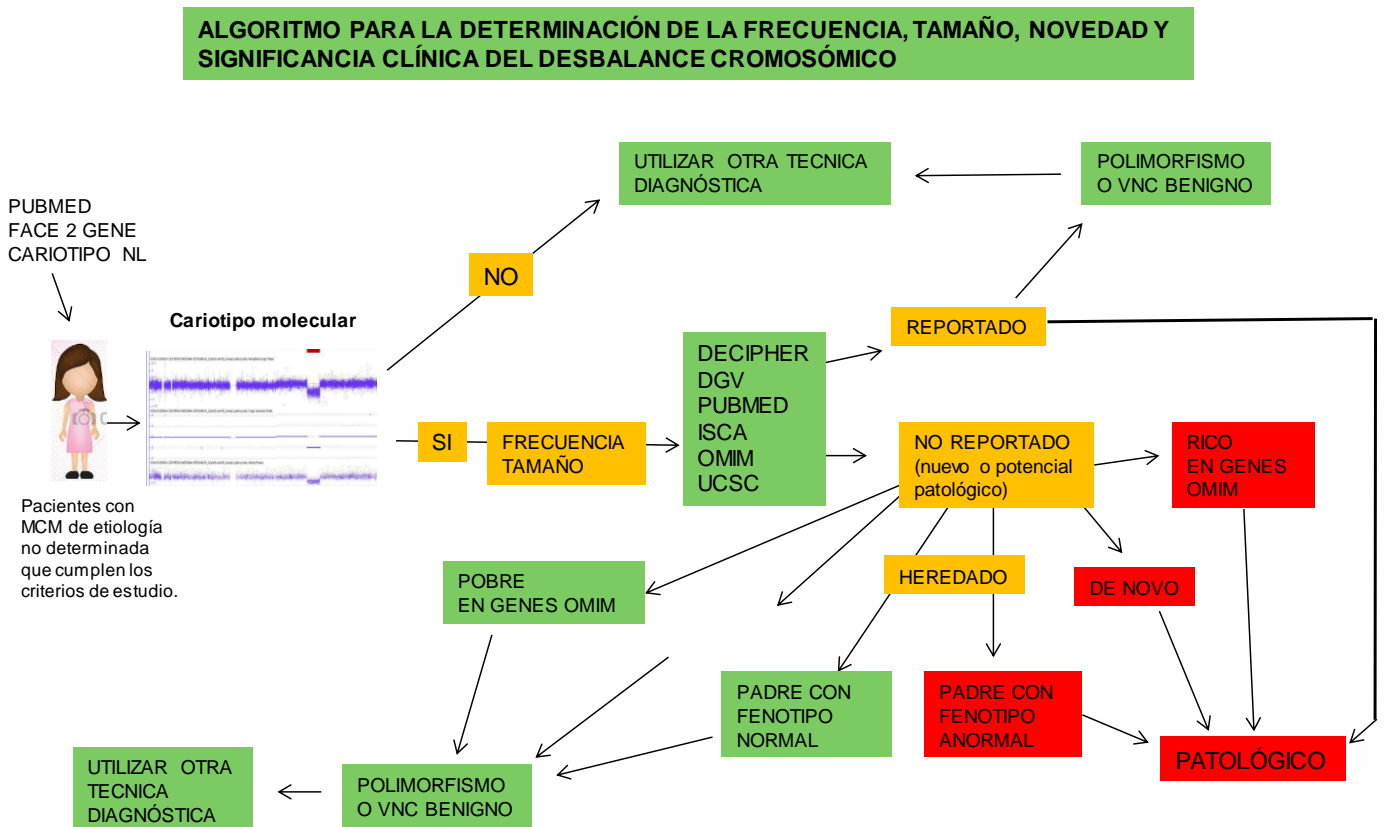 ALGORITMO PARA LA DETERMINACIÓN DE LA FRECUENCIA, TAMAÑO, NOVEDAD Y
SIGNIFICANCIA CLÍNICA DEL DESBALANCE CROMOSÓMICO
UTILIZAR OTRA TECNICA
DIAGNÓSTICA
POLIMORFISMO
O VNC BENIGNO
PUBMED
FACE 2 GENE
CARIOTIPO NL
NO
Cariotipo molecular
REPORTADO
DECIPHER
DGV
PUBMED
ISCA
OMIM
UCSC
SI
FRECUENCIA
TAMAÑO
NO REPORTADO
(nuevo o potencial
patológico)
RICO
EN GENES
OMIM
Pacientes con
MCM de etiología
no determinada
que cumplen los
criterios de estudio.
POBRE
EN GENES OMIM
HEREDADO
DE NOVO
PADRE CON
FENOTIPO
NORMAL
PADRE CON
FENOTIPO
ANORMAL
PATOLÓGICO
UTILIZAR OTRA
TECNICA
DIAGNÓSTICA
POLIMORFISMO
O VNC BENIGNO